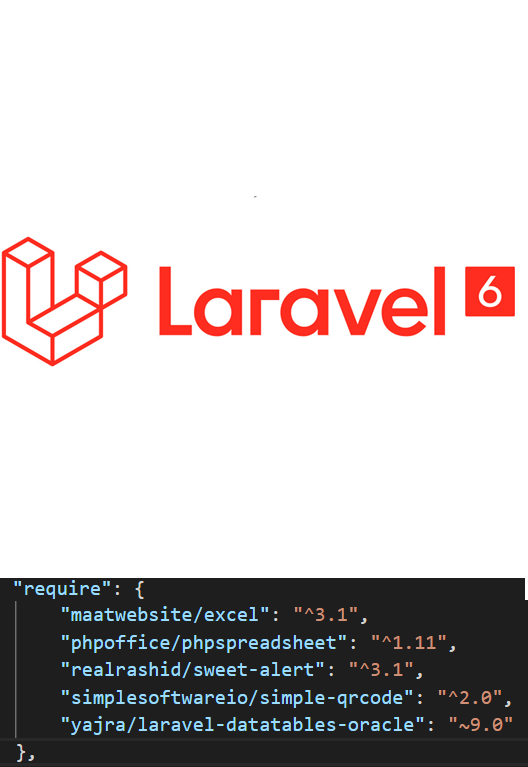 Laravel 6
"require": {
"maatwebsite/excel": "^3.1",
"phpoffice/phpspreadsheet": "^1.11",
"realrashid/sweet-alert": "^3.1",
"simplesoftwareio/simple-qrcode": "^2.0",
"yajra/laravel-datatables-oracle": "~9.0"
},